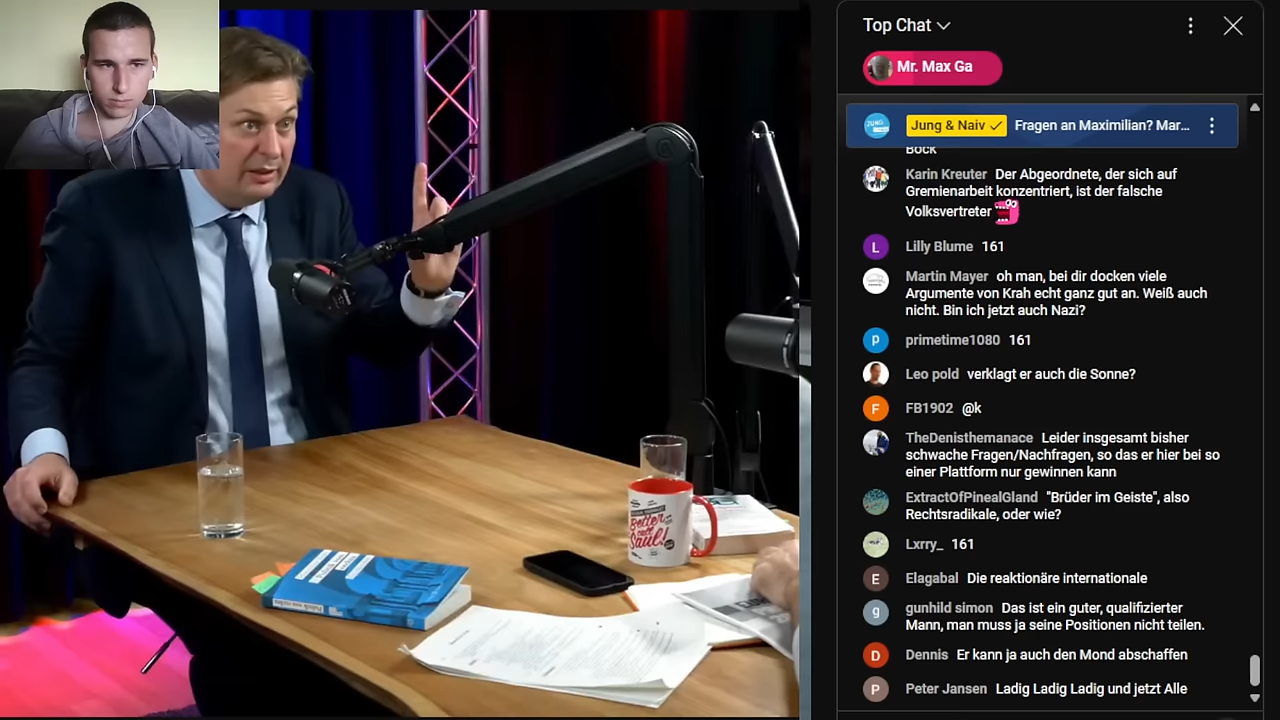 Top Chat
Mr. Max Ga
Jung & Naiv Fragen an Maximilian? Mar...
Bock
Karin Kreuter Der Abgeordnete, der sich auf
Gremienarbeit konzentriert, ist der falsche
Volksvertreter
L Lilly Blume 161
Martin Mayer oh man, bei dir docken viele
Argumente von Krah echt ganz gut an. Weiß auch
nicht. Bin ich jetzt auch Nazi?
P primetime1080 161
Leo pold verklagt er auch die Sonne?
F FB1902 @k
TheDenisthemanace Leider insgesamt bisher
schwache Fragen/Nachfragen, so das er hier bei so
einer Plattform nur gewinnen kann
ExtractOfPinealGland "Brüder im Geiste", also
Rechtsradikale, oder wie?
Lxrry_ 161
E Elagabal Die reaktionäre internationale
g gunhild simon Das ist ein guter, qualifizierter
Mann, man muss ja seine Positionen nicht teilen.
D Dennis Er kann ja auch den Mond abschaffen
P Peter Jansen Ladig Ladig Ladig und jetzt Alle
Better
call
Saul!